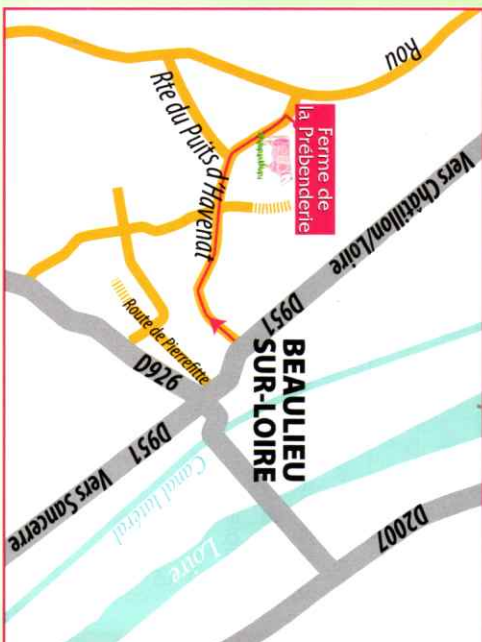 Rou
Ferme de
la Prébenderie
Rte du Puits d'Havenat
Vers Châtillon/Loire
D951
BEAULIEU
SUR-LOIRE
Route de Pierrefitte
D926
D951
Vers Sancerre
Canal latéral
Loire
D2007